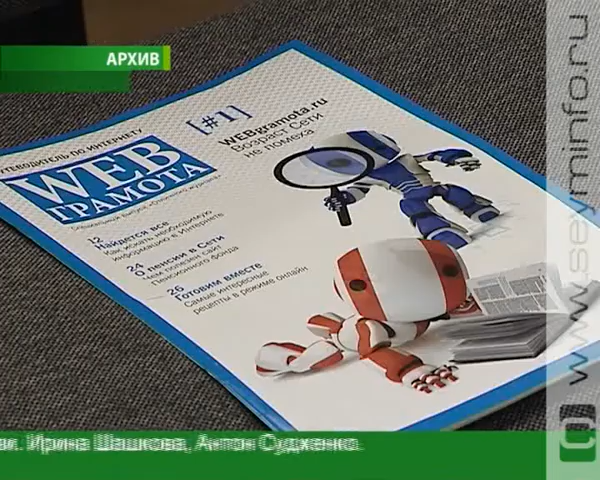 АРХИВ
ПУТЕВОДИТЕЛЬ ПО ИНТЕРНЕТУ
WEB
ГРАМОТА
[#1]
WEBgramota.ru
Возраст Сети
не помеха
12
Найдется все
Как искать необходимую
информацию в Интернете
24
О пенсии в Сети
Чем полезен сайт
Пенсионного фонда
26
Готовим вместе
Самые интересные
рецепты в режиме онлайн
Ирина Шашкова, Антон Судженко.
www.seyminfo.ru